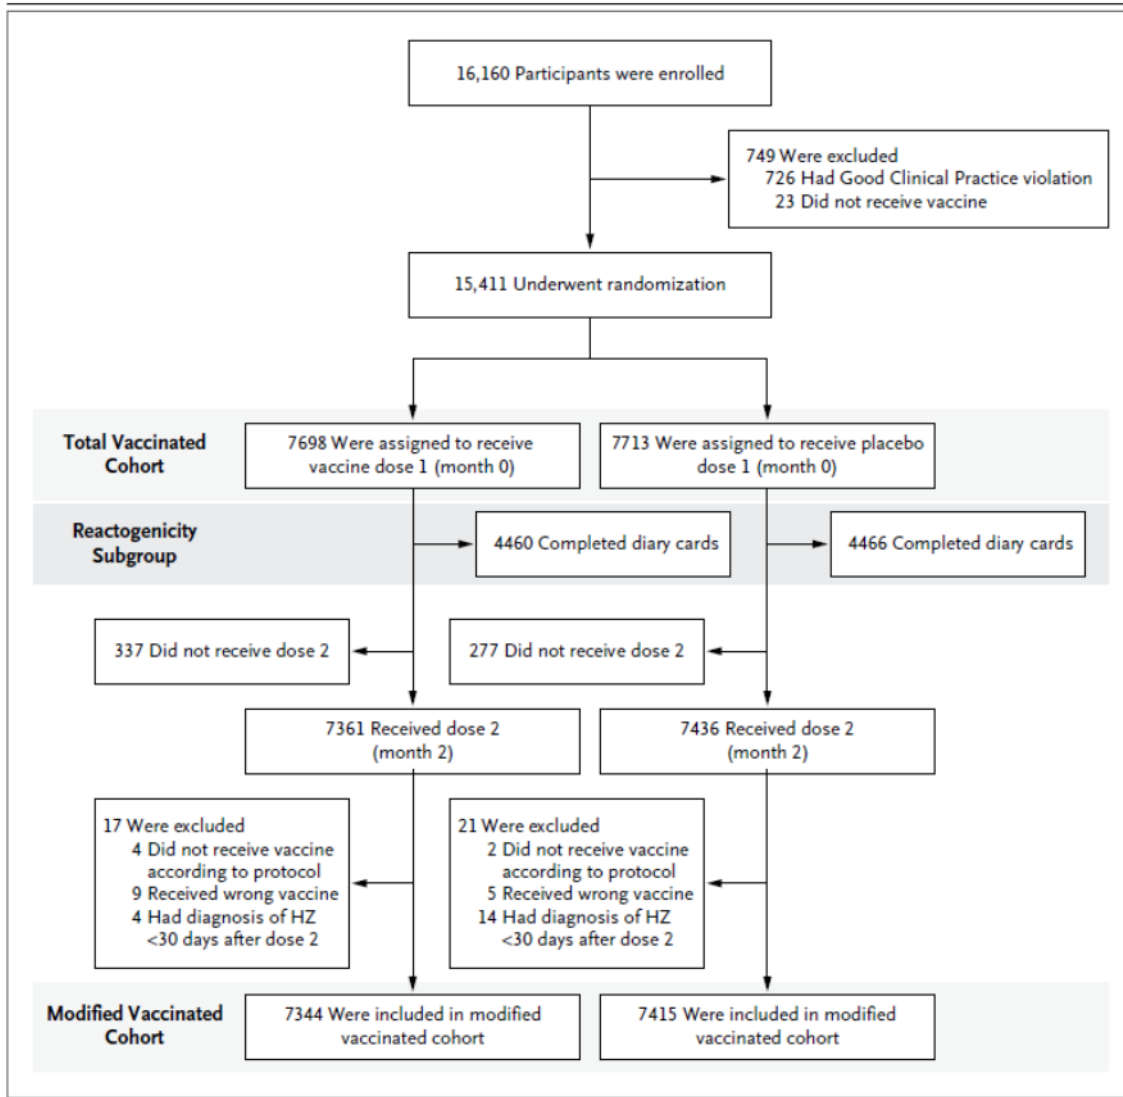 16,160 Participants were enrolled
749 Were excluded
726 Had Good Clinical Practice violation
23 Did not receive vaccine
15,411 Underwent randomization
Total Vaccinated
Cohort
7698 Were assigned to receive
vaccine dose 1 (month 0)
7713 Were assigned to receive placebo
dose 1 (month 0)
Reactogenicity
Subgroup
4460 Completed diary cards
4466 Completed diary cards
337 Did not receive dose 2
277 Did not receive dose 2
7361 Received dose 2
(month 2)
7436 Received dose 2
(month 2)
17 Were excluded
4 Did not receive vaccine
according to protocol
9 Received wrong vaccine
4 Had diagnosis of HZ
<30 days after dose 2
21 Were excluded
2 Did not receive vaccine
according to protocol
5 Received wrong vaccine
14 Had diagnosis of HZ
<30 days after dose 2
Modified Vaccinated
Cohort
7344 Were included in modified
vaccinated cohort
7415 Were included in modified
vaccinated cohort